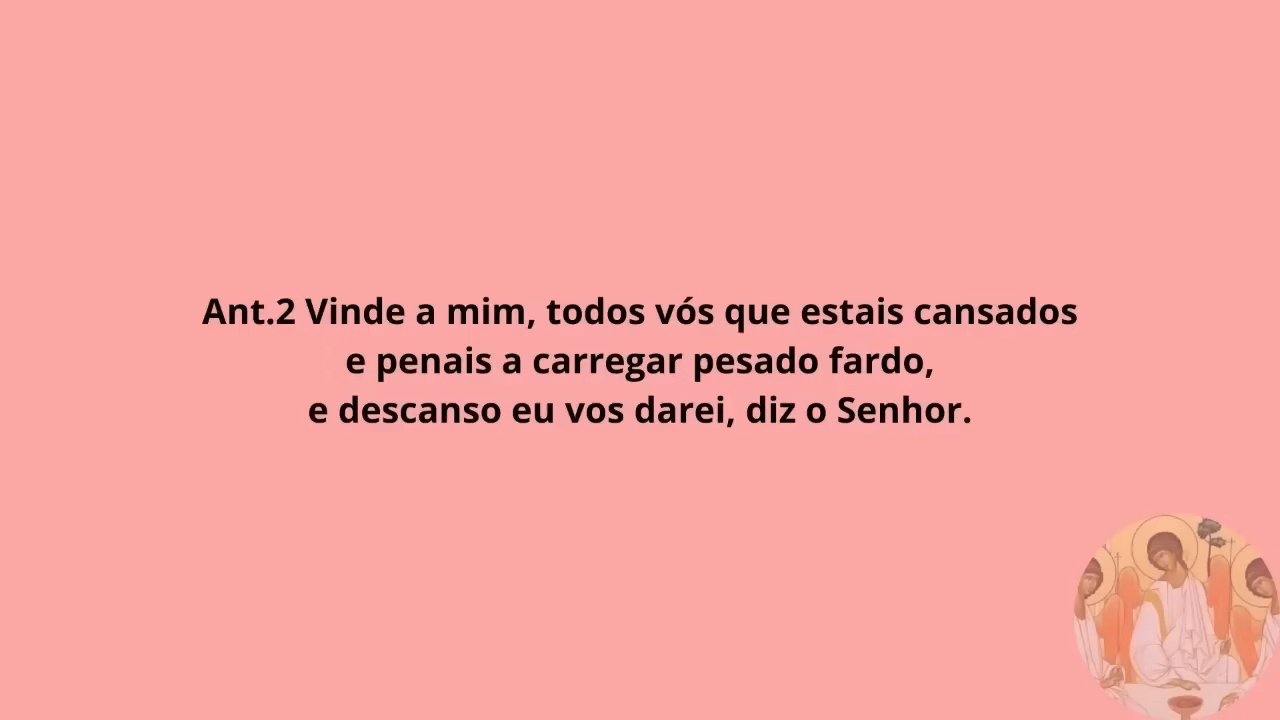 Ant.2 Vinde a mim, todos vós que estais cansados
e penais a carregar pesado fardo,
e descanso eu vos darei, diz o Senhor.